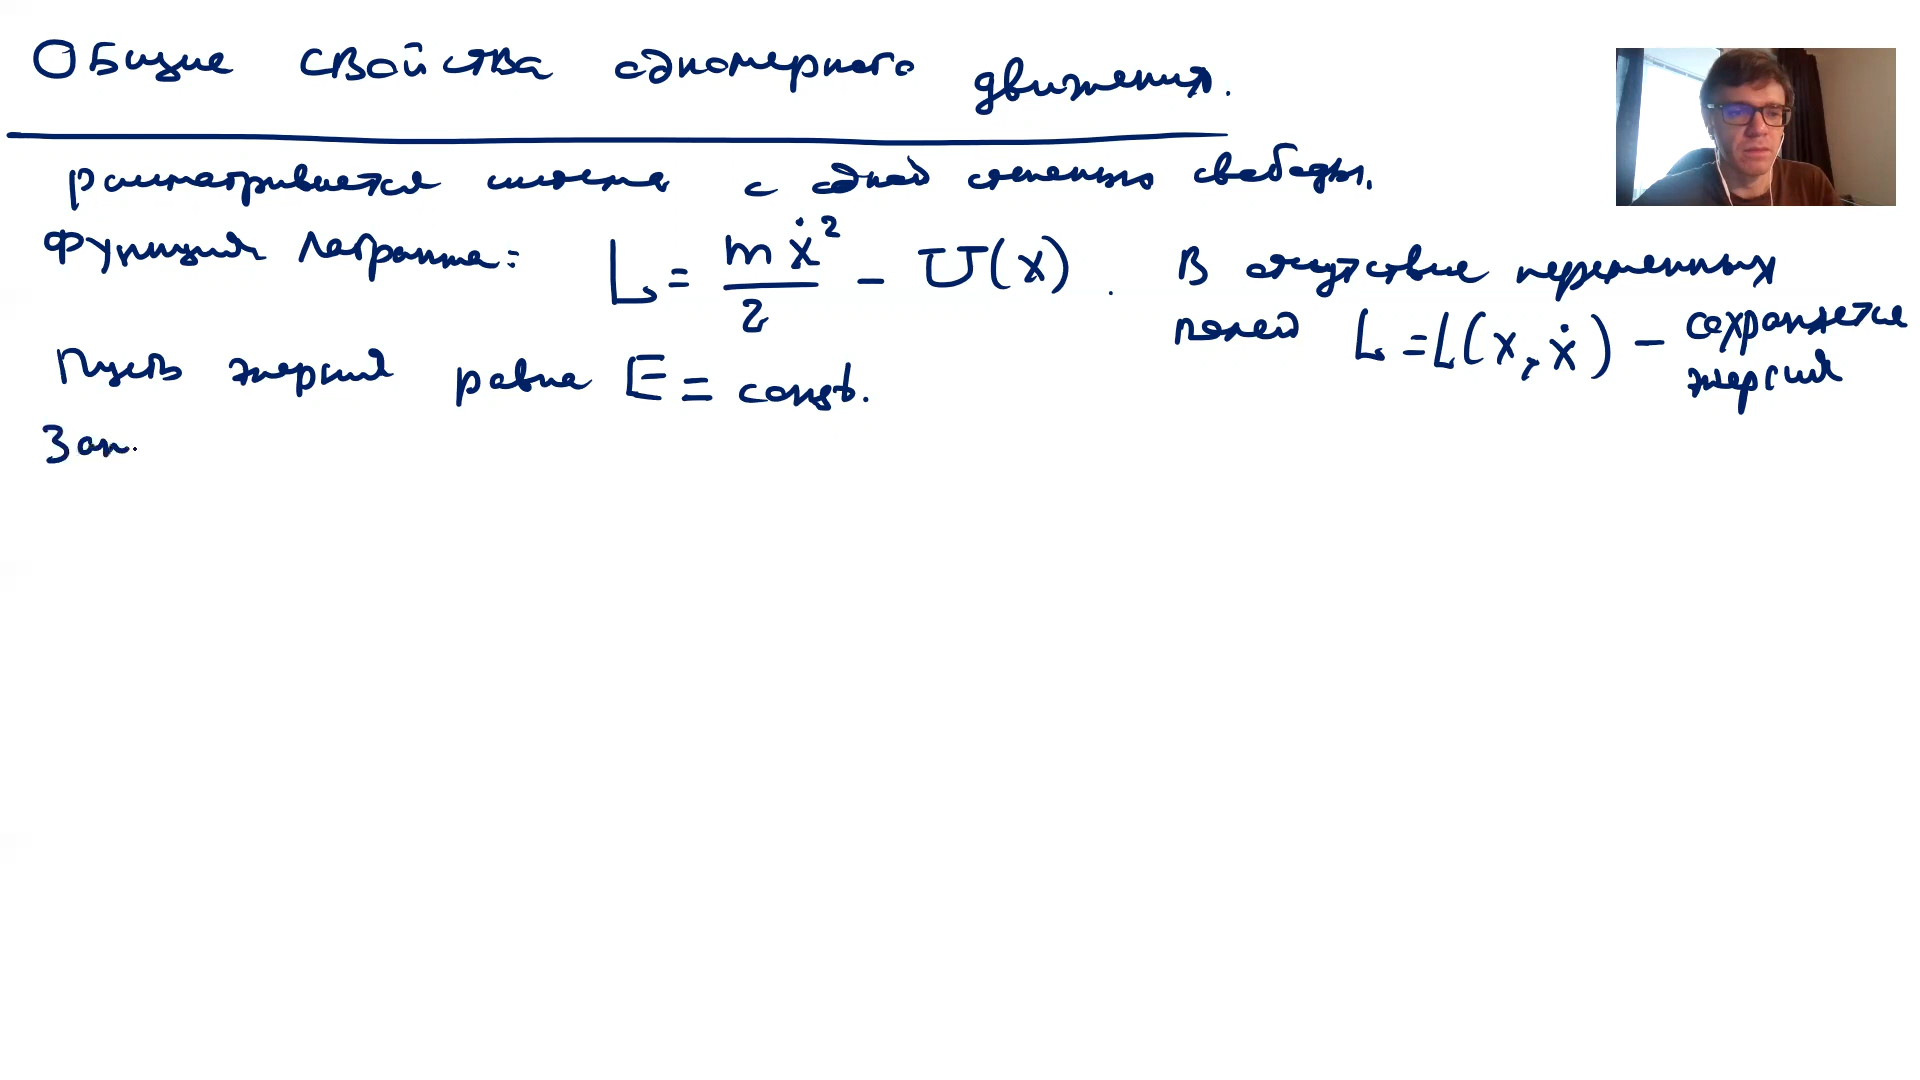 Общие свойства одномерного движения.
рассматривается система с одной степенью свободы.
Функция Лагранжа: L = mẋ²/2 - U(x). В отсутствие переменных
полей L = L(x, ẋ) - сохраняется
энергия
Пусть энергия равна E = const.
Зап.